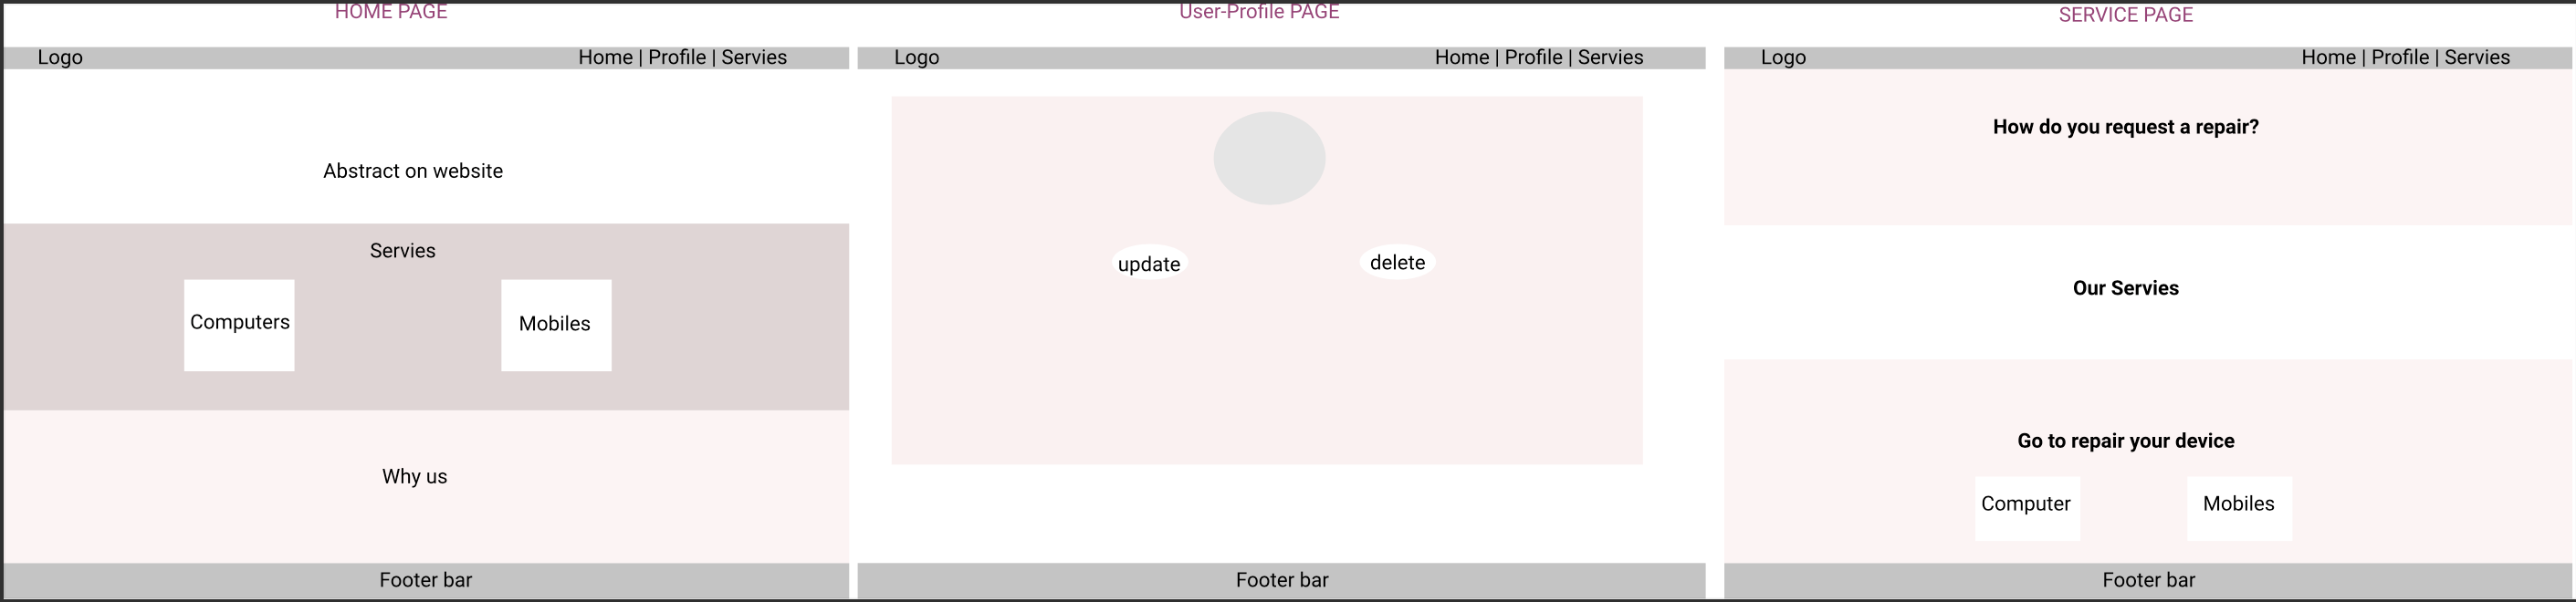 HOME PAGE
Logo
Home | Profile | Servies
Abstract on website
Servies
Computers
Mobiles
Why us
Footer bar
User-Profile PAGE
Logo
Home | Profile | Servies
update
delete
Footer bar
SERVICE PAGE
Logo
Home | Profile | Servies
How do you request a repair?
Our Servies
Go to repair your device
Computer
Mobiles
Footer bar